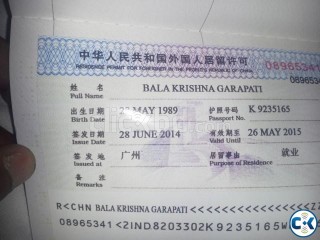 中华人民共和国外国人居留许可
RESIDENCE PERMIT FOR FOREIGNER IN THE PEOPLE'S REPUBLIC OF CHINA
08965341
0896534
姓名 BALA KRISHNA GARAPATI
Full Name
出生日期 MAY 1989 护照号码 K 9235165
Birth Date Passport No.
签发日期 28 JUNE 2014 有效期至 26 MAY 2015
Issue Date Valid Until
签发地 广州 居留事由 就业
Issued at Purpose of Residence
备注
Remarks
R<CHN BALA KRISHNA GARAPATI<<<<<<
08965341<2IND8203302K9235165W